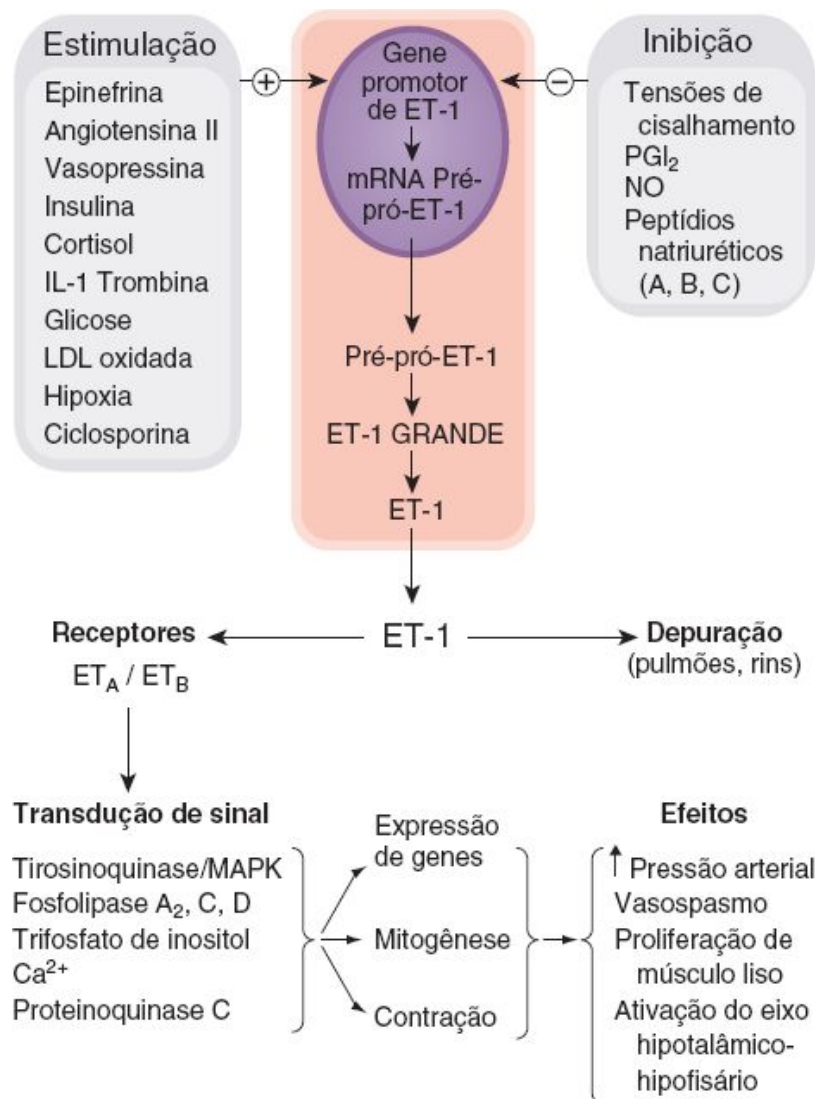 Estimulação
Epinefrina
Angiotensina II
Vasopressina
Insulina
Cortisol
IL-1 Trombina
Glicose
LDL oxidada
Hipoxia
Ciclosporina
+
Gene
promotor
de ET-1
mRNA Pré-
pró-ET-1
Pré-pró-ET-1
ET-1 GRANDE
ET-1
−
Inibição
Tensões de
cisalhamento
PGI₂
NO
Peptídios
natriuréticos
(A, B, C)
Receptores
ET_A / ET_B
ET-1
Depuração
(pulmões, rins)
Transdução de sinal
Tirosinoquinase/MAPK
Fosfolipase A₂, C, D
Trifosfato de inositol
Ca²⁺
Proteinoquinase C
Expressão
de genes
Mitogênese
Contração
Efeitos
↑ Pressão arterial
Vasospasmo
Proliferação de
músculo liso
Ativação do eixo
hipotalâmico-
hipofisário